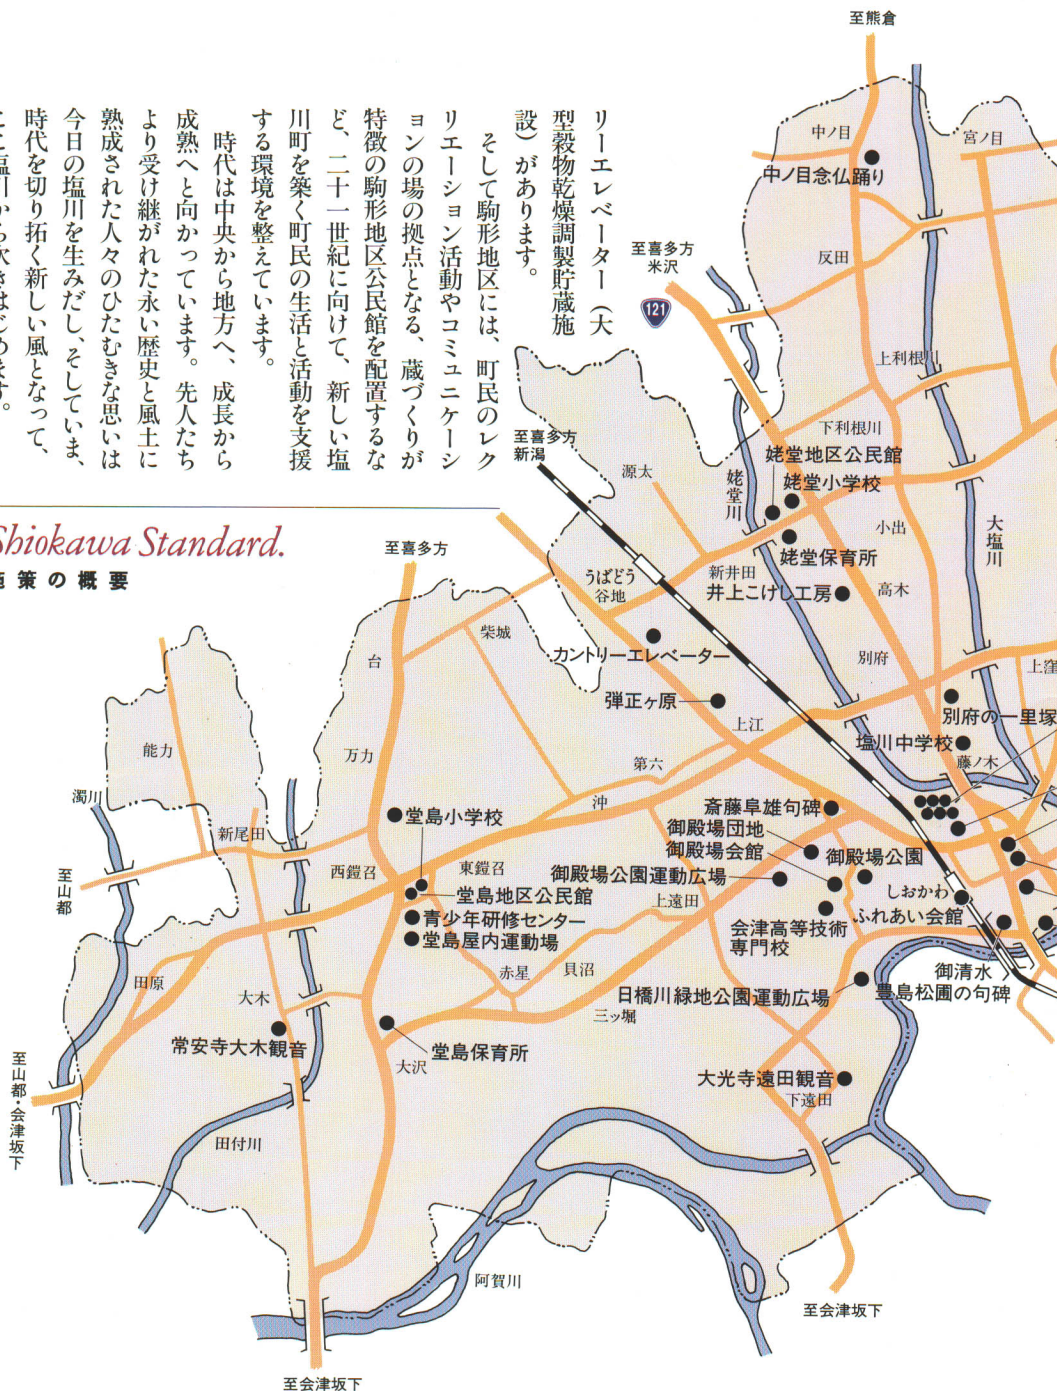 リーエレベーター（大
型穀物乾燥調製貯蔵施
設）があります。
そして駒形地区には、町民のレク
リエーション活動やコミュニケーシ
ョンの場の拠点となる、蔵づくりが
特徴の駒形地区公民館を配置するな
ど、二十一世紀に向けて、新しい塩
川町を築く町民の生活と活動を支援
する環境を整えています。
時代は中央から地方へ、成長から
成熟へと向かっています。先人たち
より受け継がれた永い歴史と風土に
熟成された人々のひたむきな思いは
今日の塩川を生みだし、そしていま、
時代を切り拓く新しい風となって、
ここ塩川から吹きはじめます。
Shiokawa Standard.
施策の概要
至熊倉
中ノ目
宮ノ目
中ノ目念仏踊り
反田
至喜多方
米沢
121
上利根川
下利根川
至喜多方
新潟
源太
姥堂川
姥堂地区公民館
姥堂小学校
小出
大塩川
姥堂保育所
至喜多方
うばどう
谷地
新井田
井上こけし工房
高木
柴城
台
カントリーエレベーター
別府
上窪
弾正ヶ原
別府の一里塚
上江
塩川中学校
藤ノ木
能力
万力
第六
濁川
沖
新尾田
堂島小学校
斎藤阜雄句碑
御殿場団地
御殿場会館
御殿場公園
西鎧召
東鎧召
御殿場公園運動広場
至山都
堂島地区公民館
上遠田
しおかわ
ふれあい会館
青少年研修センター
堂島屋内運動場
会津高等技術
専門校
田原
赤星
貝沼
御清水
大木
日橋川緑地公園運動広場
豊島松圃の句碑
三ッ堀
常安寺大木観音
堂島保育所
大沢
至山都・会津坂下
大光寺遠田観音
下遠田
田付川
阿賀川
至会津坂下
至会津坂下